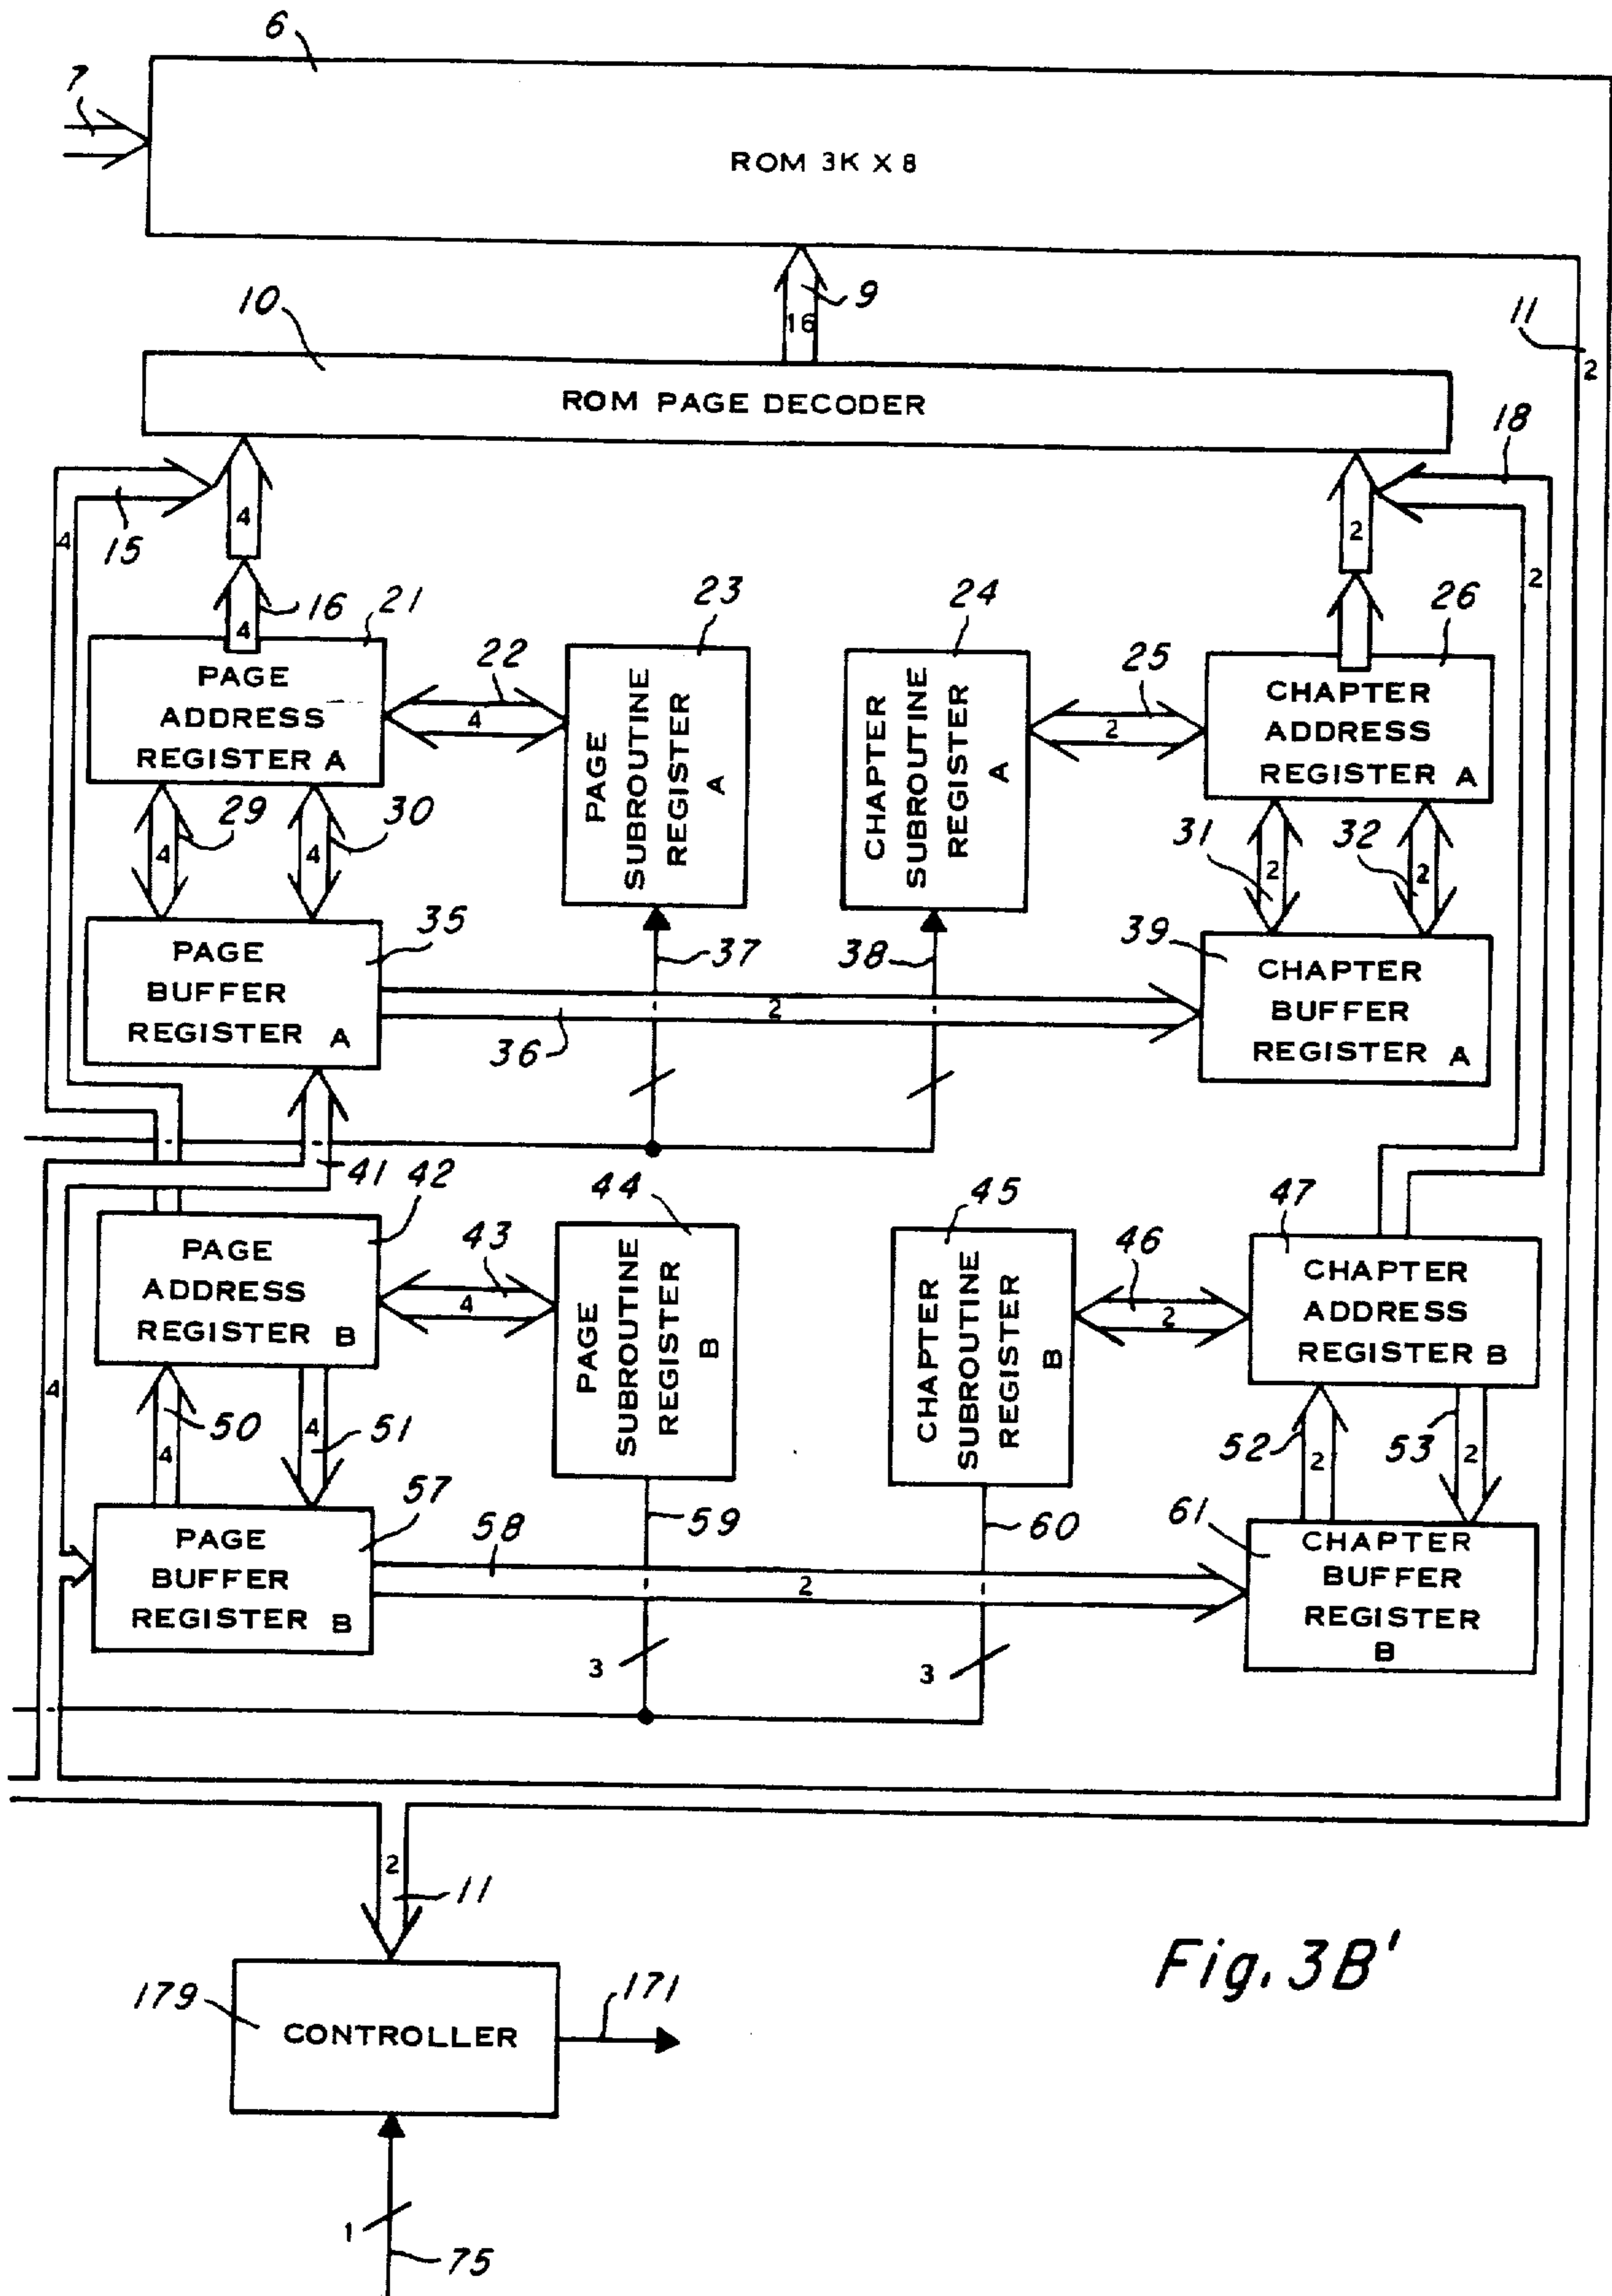 6
7
ROM 3K X 8
9
16
10
11
2
ROM PAGE DECODER
18
15
4
4
2
2
16
4
21
22
4
23
24
25
2
26
PAGE
ADDRESS
REGISTER A
PAGE
SUBROUTINE
REGISTER
A
CHAPTER
SUBROUTINE
REGISTER
A
CHAPTER
ADDRESS
REGISTER A
29
4
30
4
31
2
32
2
35
PAGE
BUFFER
REGISTER A
36
2
37
38
39
CHAPTER
BUFFER
REGISTER A
41
42
PAGE
ADDRESS
REGISTER B
43
4
44
PAGE
SUBROUTINE
REGISTER
B
45
CHAPTER
SUBROUTINE
REGISTER
B
46
2
47
CHAPTER
ADDRESS
REGISTER B
4
50
4
51
4
52
2
53
2
57
PAGE
BUFFER
REGISTER B
58
2
59
3
60
3
61
CHAPTER
BUFFER
REGISTER
B
2
11
179
CONTROLLER
171
1
75
Fig. 3B'